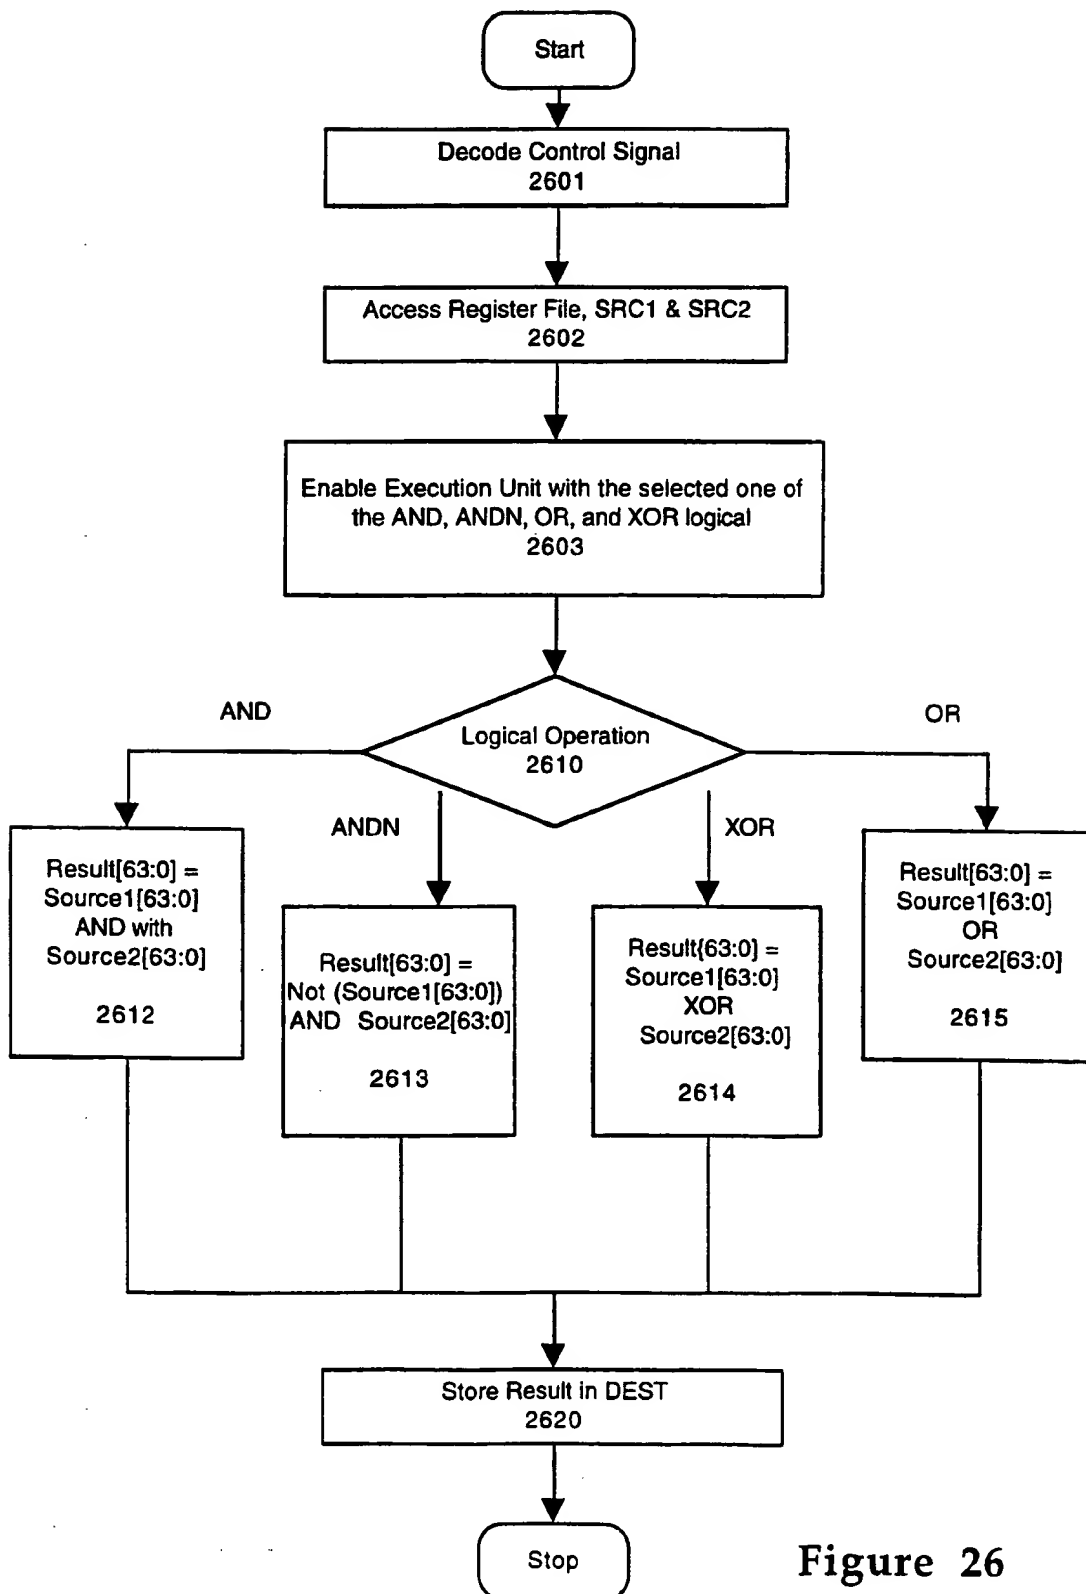 Start
Decode Control Signal
2601
Access Register File, SRC1 & SRC2
2602
Enable Execution Unit with the selected one of
the AND, ANDN, OR, and XOR logical
2603
Logical Operation
2610
AND
ANDN
XOR
OR
Result[63:0] =
Source1[63:0]
AND with
Source2[63:0]
2612
Result[63:0] =
Not (Source1[63:0])
AND Source2[63:0]
2613
Result{63:0] =
Source1[63:0]
XOR
Source2[63:0]
2614
Result[63:0] =
Source1[63:0]
OR
Source2[63:0]
2615
Store Result in DEST
2620
Stop
Figure 26